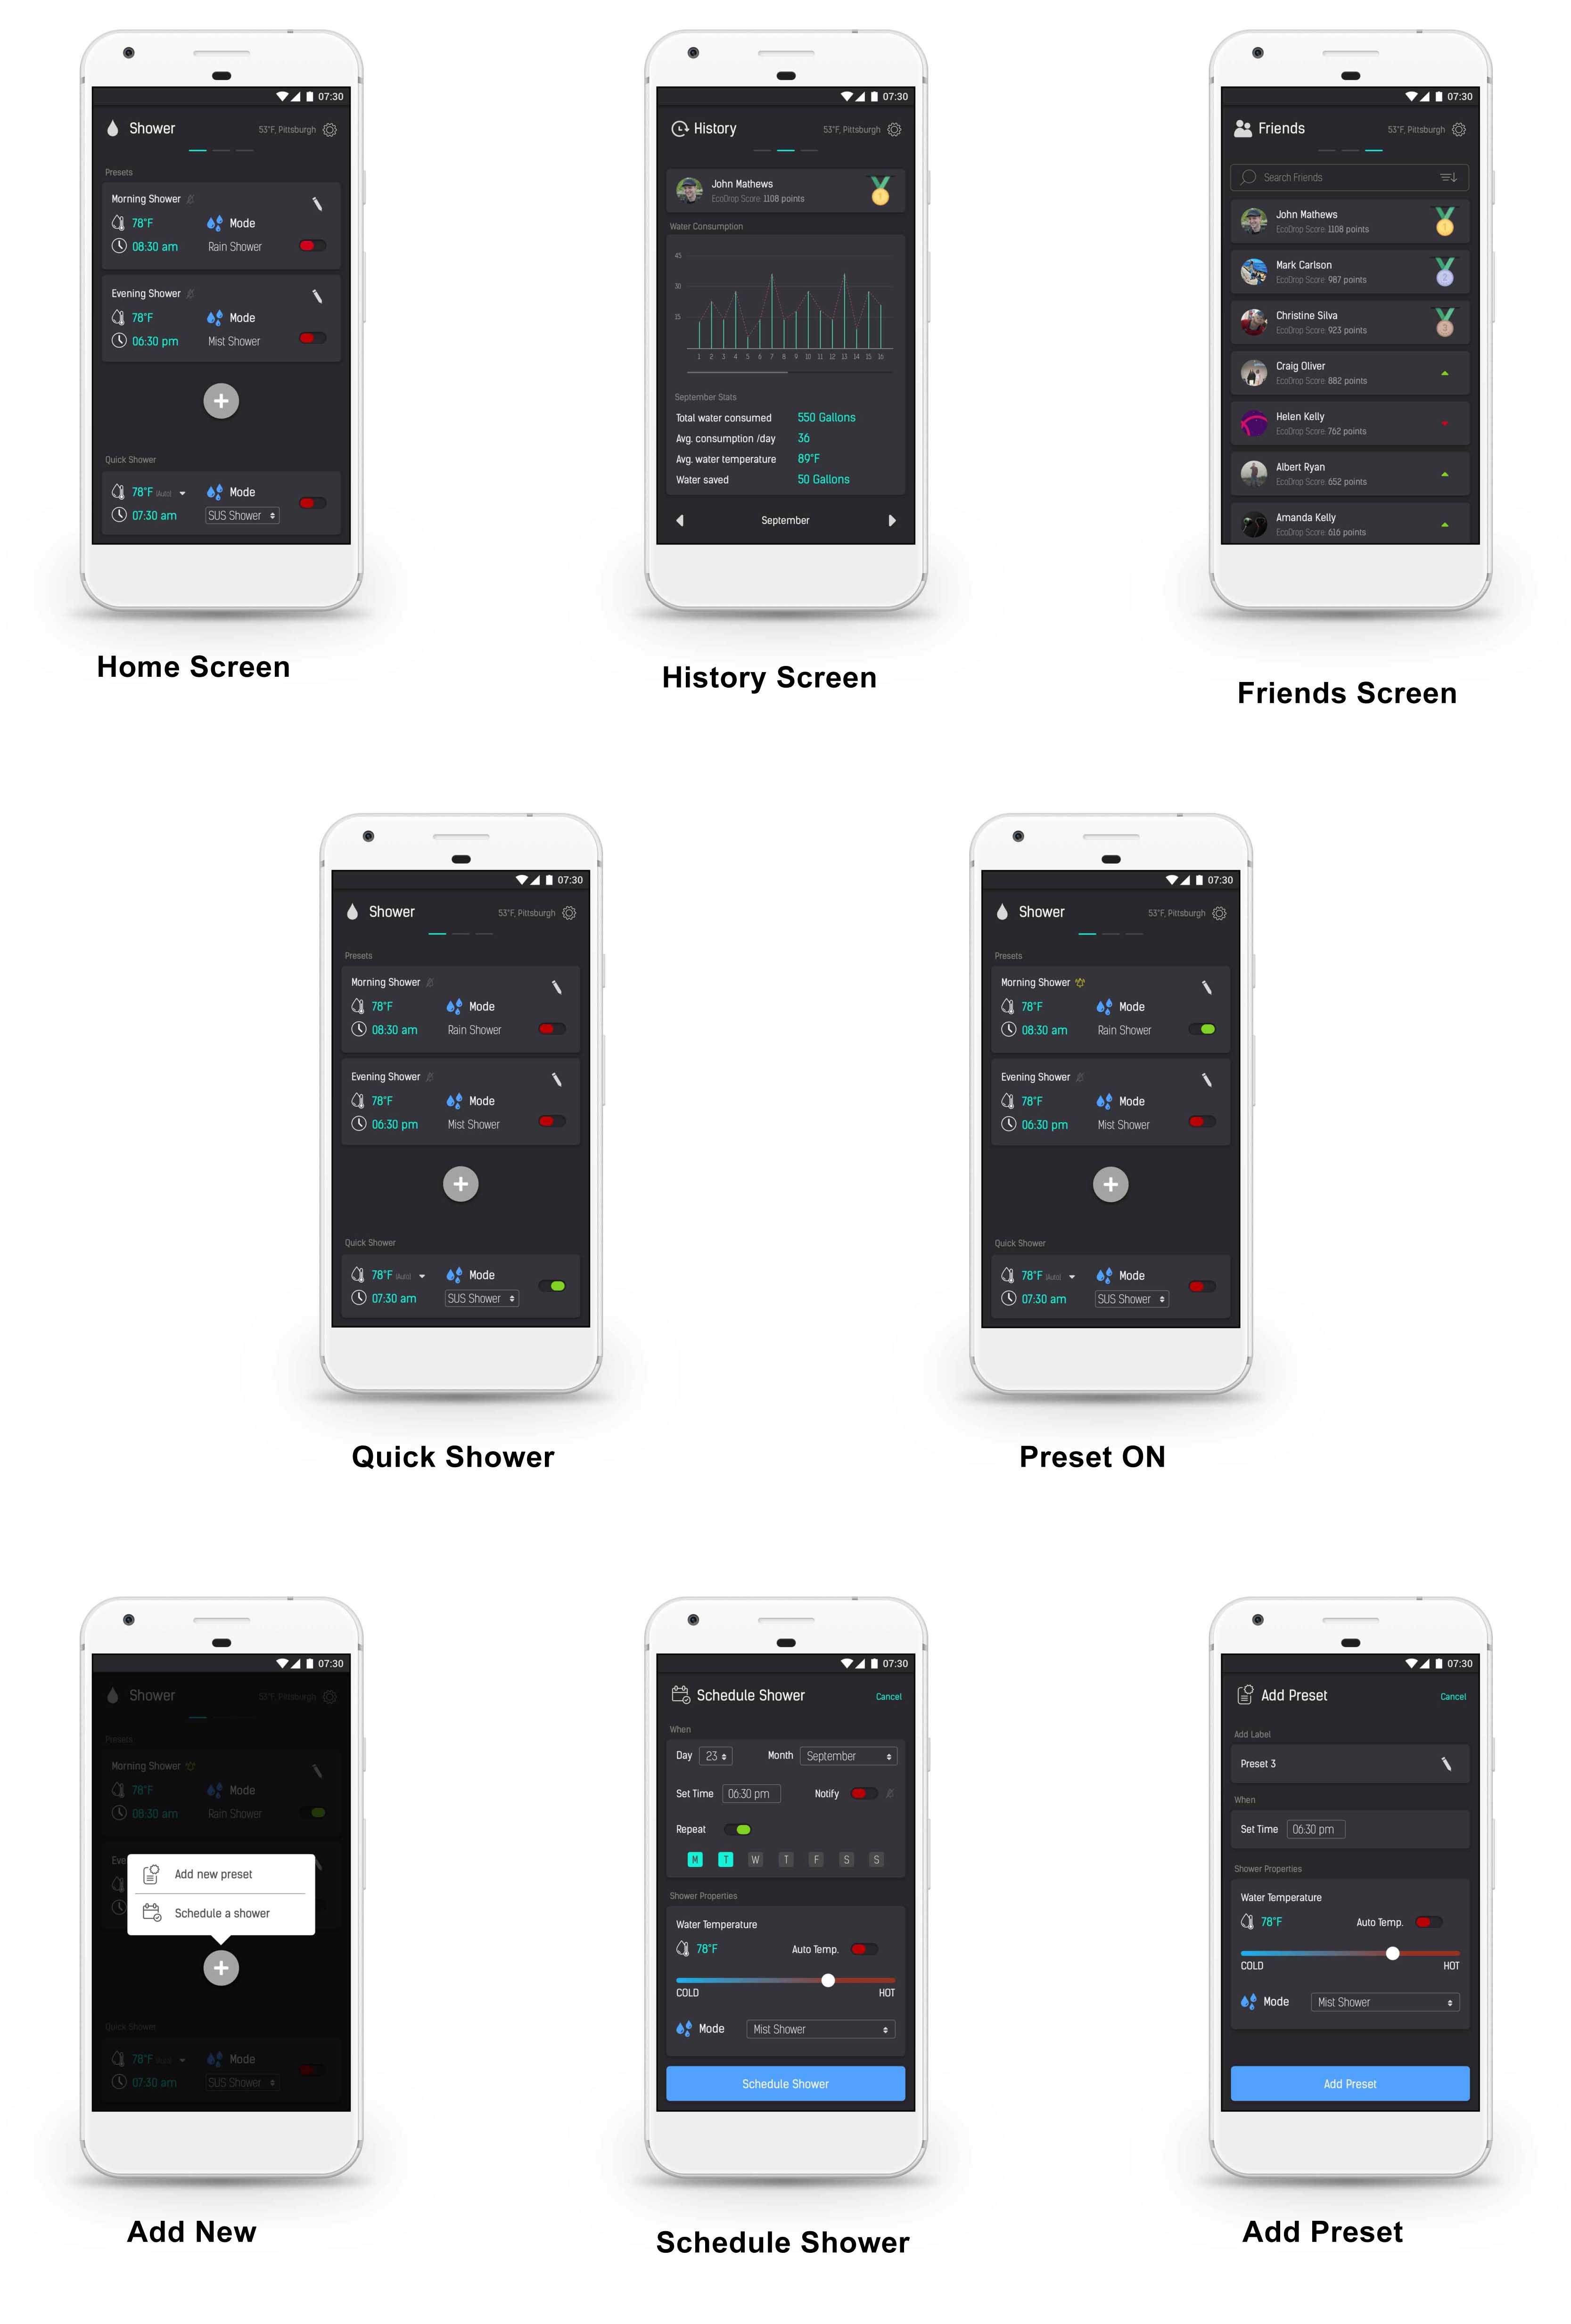 07:30
Shower
53°F, Pittsburgh
Presets
Morning Shower
78°F Mode
08:30 am Rain Shower
Evening Shower
78°F Mode
06:30 pm Mist Shower
Quick Shower
78°F (Auto) Mode
07:30 am SUS Shower
Home Screen
07:30
History
53°F, Pittsburgh
John Mathews
EcoDrop Score: 1108 points
1
Water Consumption
45
30
15
1 2 3 4 5 6 7 8 9 10 11 12 13 14 15 16
September Stats
Total water consumed 550 Gallons
Avg. consumption /day 36
Avg. water temperature 89°F
Water saved 50 Gallons
September
History Screen
07:30
Friends
53°F, Pittsburgh
Search Friends
John Mathews
EcoDrop Score: 1108 points
1
Mark Carlson
EcoDrop Score: 987 points
2
Christine Silva
EcoDrop Score: 923 points
3
Craig Oliver
EcoDrop Score: 882 points
Helen Kelly
EcoDrop Score: 762 points
Albert Ryan
EcoDrop Score: 652 points
Amanda Kelly
EcoDrop Score: 616 points
Friends Screen
07:30
Shower
53°F, Pittsburgh
Presets
Morning Shower
78°F Mode
08:30 am Rain Shower
Evening Shower
78°F Mode
06:30 pm Mist Shower
Quick Shower
78°F (Auto) Mode
07:30 am SUS Shower
Quick Shower
07:30
Shower
53°F, Pittsburgh
Presets
Morning Shower
78°F Mode
08:30 am Rain Shower
Evening Shower
78°F Mode
06:30 pm Mist Shower
Quick Shower
78°F (Auto) Mode
07:30 am SUS Shower
Preset ON
07:30
Shower
53°F, Pittsburgh
Presets
Morning Shower
78°F Mode
08:30 am Rain Shower
Eve
Add new preset
Schedule a shower
Quick Shower
78°F (Auto) Mode
07:30 am SUS Shower
Add New
07:30
Schedule Shower
Cancel
When
Day 23 Month September
Set Time 06:30 pm Notify
Repeat
M T W T F S S
Shower Properties
Water Temperature
78°F Auto Temp.
COLD HOT
Mode Mist Shower
Schedule Shower
Schedule Shower
07:30
Add Preset
Cancel
Add Label
Preset 3
When
Set Time 06:30 pm
Shower Properties
Water Temperature
78°F Auto Temp.
COLD HOT
Mode Mist Shower
Add Preset
Add Preset